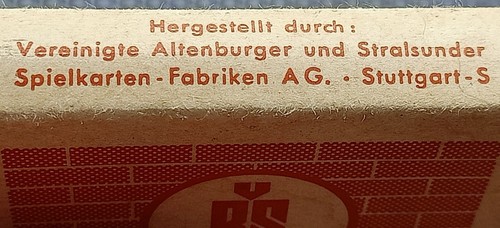 Hergestellt durch:
Vereinigte Altenburger und Stralsunder
Spielkarten-Fabriken AG. · Stuttgart-S